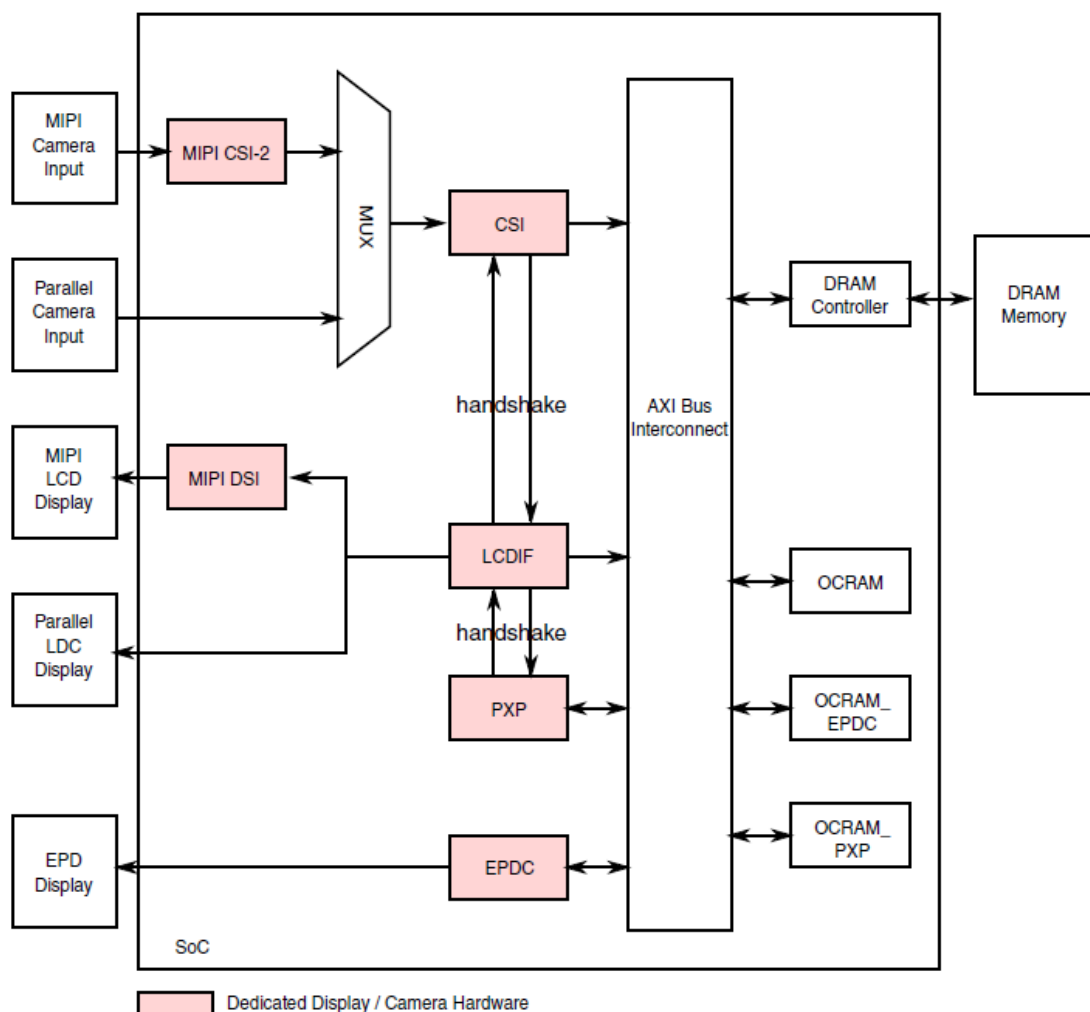 MIPI
Camera
Input
MIPI CSI-2
MUX
CSI
Parallel
Camera
Input
DRAM
Controller
DRAM
Memory
handshake
AXI Bus
Interconnect
MIPI
LCD
Display
MIPI DSI
LCDIF
OCRAM
Parallel
LDC
Display
handshake
PXP
OCRAM_
EPDC
EPD
Display
EPDC
OCRAM_
PXP
SoC
Dedicated Display / Camera Hardware